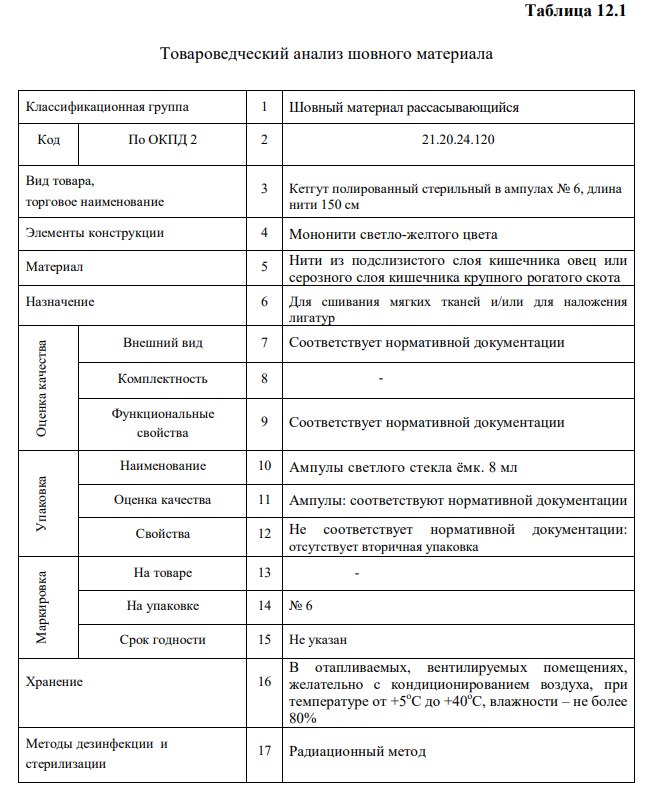 Таблица 12.1
Товароведческий анализ шовного материала
Классификационная группа 1 Шовный материал рассасывающийся
Код По ОКПД 2 2 21.20.24.120
Вид товара,
торговое наименование 3 Кетгут полированный стерильный в ампулах № 6, длина
нити 150 см
Элементы конструкции 4 Мононити светло-желтого цвета
Материал 5 Нити из подслизистого слоя кишечника овец или
серозного слоя кишечника крупного рогатого скота
Назначение 6 Для сшивания мягких тканей и/или для наложения
лигатур
Оценка качества
Внешний вид 7 Соответствует нормативной документации
Комплектность 8 -
Функциональные
свойства 9 Соответствует нормативной документации
Упаковка
Наименование 10 Ампулы светлого стекла ёмк. 8 мл
Оценка качества 11 Ампулы: соответствуют нормативной документации
Свойства 12 Не соответствует нормативной документации:
отсутствует вторичная упаковка
Маркировка
На товаре 13 -
На упаковке 14 № 6
Срок годности 15 Не указан
Хранение 16 В отапливаемых, вентилируемых помещениях,
желательно с кондиционированием воздуха, при
температуре от +5°С до +40°С, влажности – не более
80%
Методы дезинфекции и
стерилизации 17 Радиационный метод